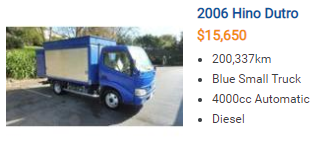 2006 Hino Dutro
$15,650
• 200,337km
• Blue Small Truck
• 4000cc Automatic
• Diesel